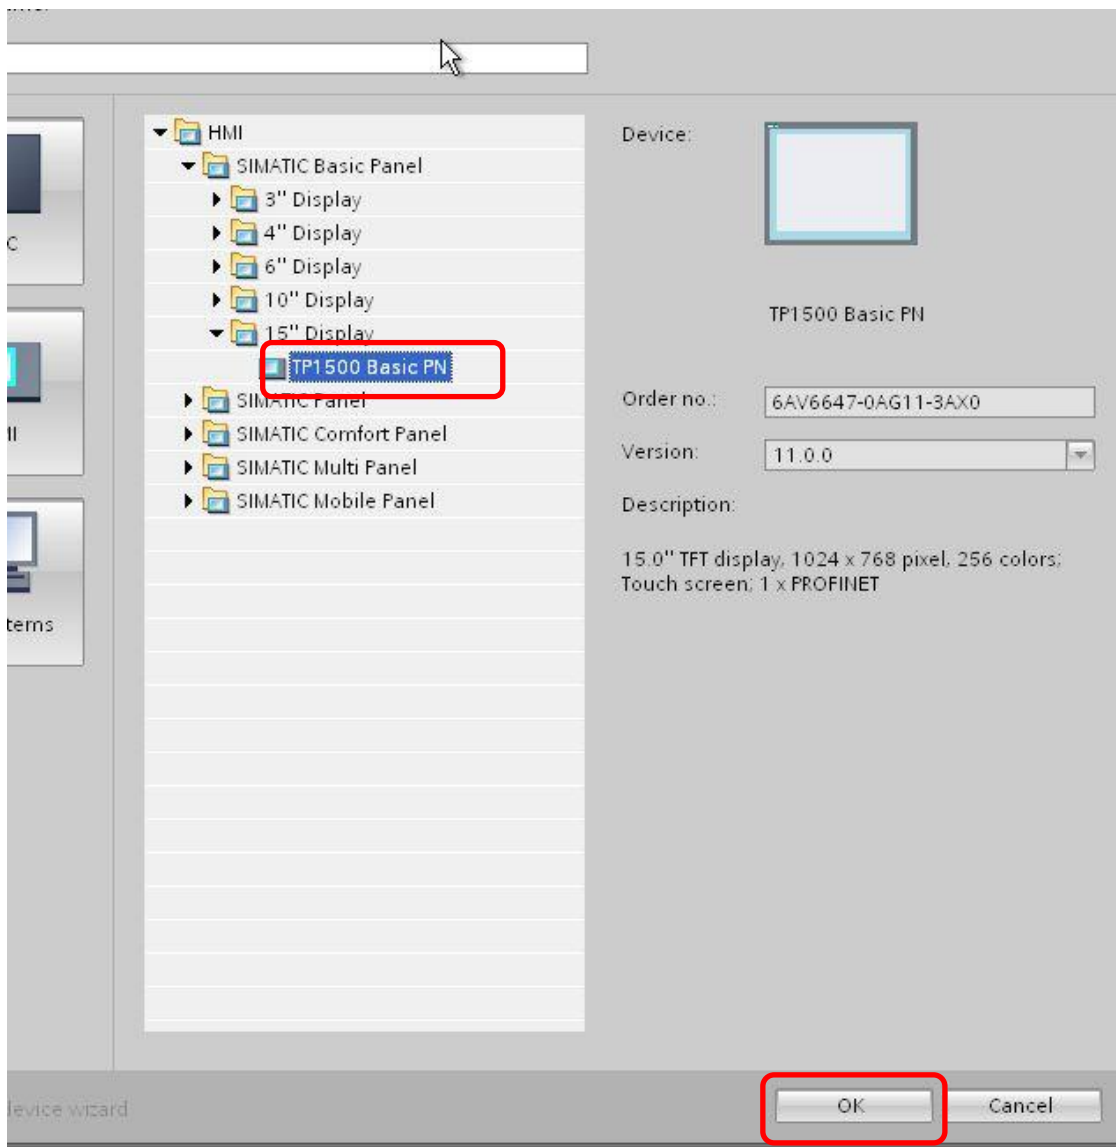 HMI
SIMATIC Basic Panel
3" Display
4" Display
6" Display
10" Display
15" Display
TP1500 Basic PN
SIMATIC Panel
SIMATIC Comfort Panel
SIMATIC Multi Panel
SIMATIC Mobile Panel
Device:
TP1500 Basic PN
Order no.: 6AV6647-0AG11-3AX0
Version: 11.0.0
Description:
15.0" TFT display, 1024 x 768 pixel, 256 colors;
Touch screen; 1 x PROFINET
C
II
tems
device wizard
OK Cancel